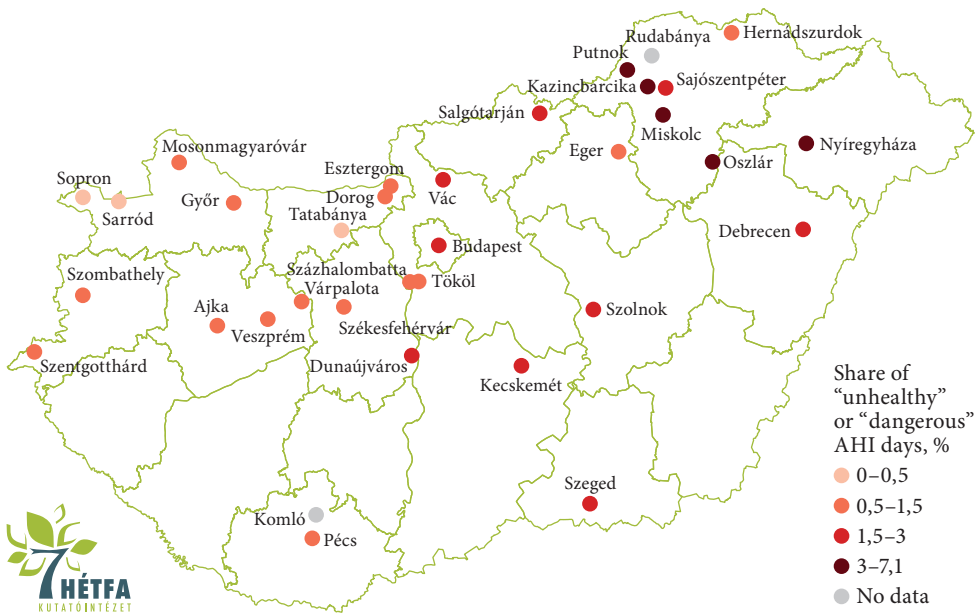 Rudabánya
Hernádszurdok
Putnok
Kazincbarcika
Sajószentpéter
Salgótarján
Miskolc
Mosonmagyaróvár
Eger
Oszlár
Nyíregyháza
Esztergom
Sopron
Dorog
Vác
Sarród
Győr
Tatabánya
Debrecen
Budapest
Szombathely
Százhalombatta
Tököl
Várpalota
Ajka
Szolnok
Veszprém
Székesfehérvár
Szentgotthárd
Dunaújváros
Kecskemét
Share of
“unhealthy”
or “dangerous”
AHI days, %
0–0,5
0,5–1,5
1,5–3
3–7,1
No data
Szeged
Komló
Pécs
7 HÉTFA
KUTATÓINTÉZET